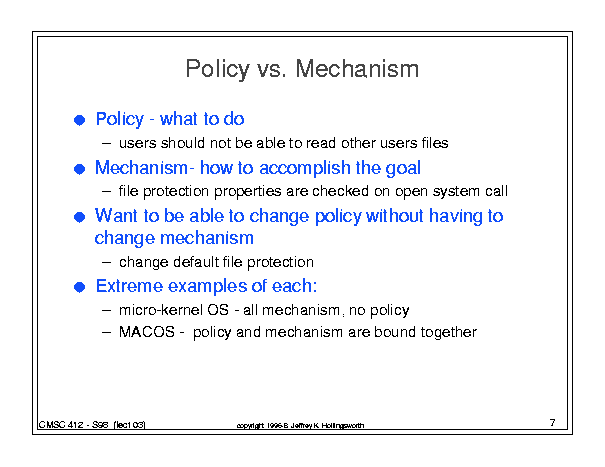 Policy vs. Mechanism
● Policy - what to do
– users should not be able to read other users files
● Mechanism- how to accomplish the goal
– file protection properties are checked on open system call
● Want to be able to change policy without having to
change mechanism
– change default file protection
● Extreme examples of each:
– micro-kernel OS - all mechanism, no policy
– MACOS - policy and mechanism are bound together
CMSC 412 - S98 (lect 03)
copyright 1996-8 Jeffrey K. Hollingsworth
7